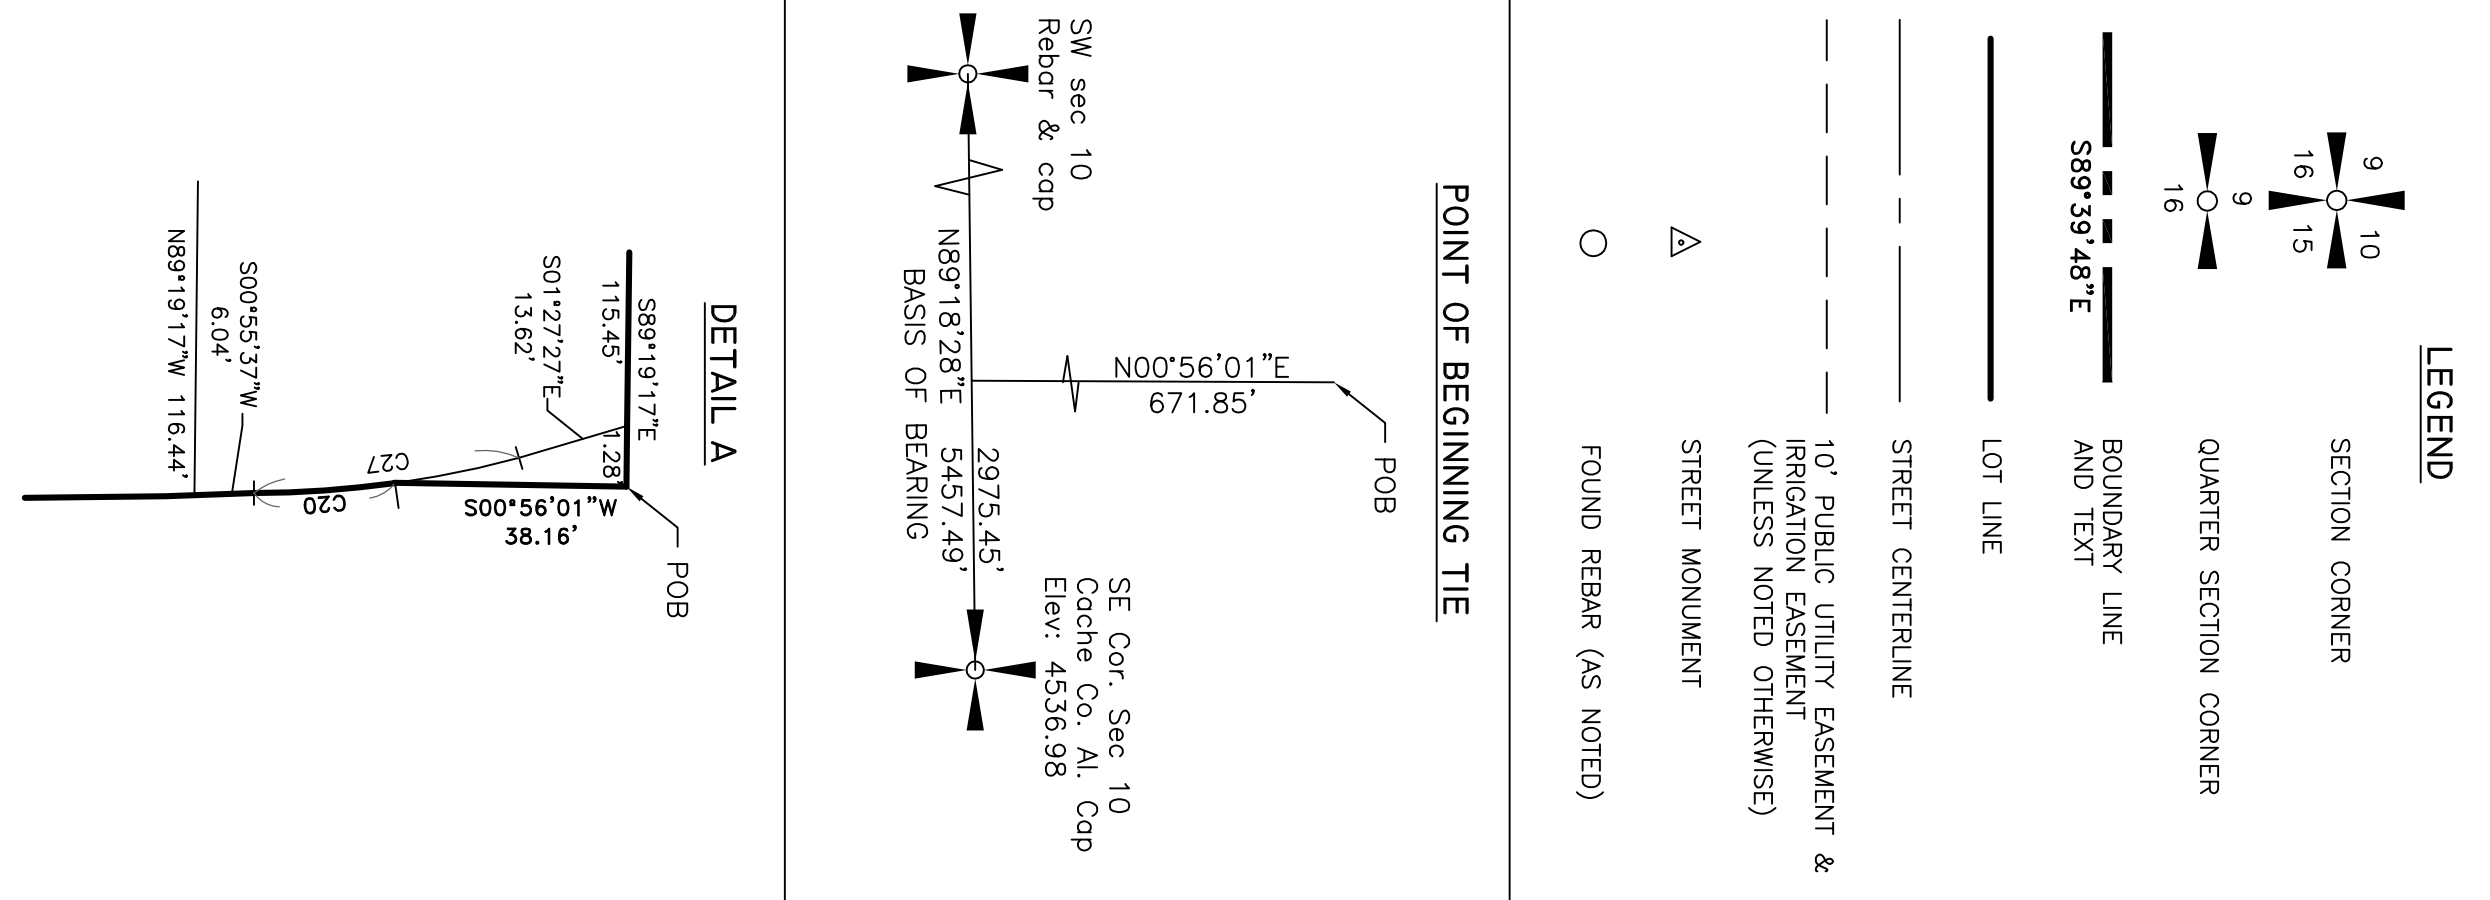 LEGEND
9
10
16
15
SECTION CORNER
9
16
QUARTER SECTION CORNER
S89°39'48"E
BOUNDARY LINE
AND TEXT
LOT LINE
STREET CENTERLINE
10' PUBLIC UTILITY EASEMENT &
IRRIGATION EASEMENT
(UNLESS NOTED OTHERWISE)
STREET MONUMENT
FOUND REBAR (AS NOTED)
POINT OF BEGINNING TIE
POB
N00°56'01"E
671.85'
SW sec 10
Rebar & cap
SE Cor. Sec 10
Cache Co. Al. Cap
Elev: 4536.98
2975.45'
N89°18'28"E 5457.49'
BASIS OF BEARING
DETAIL A
POB
S89°19'17"E
115.45'
1.28'
S01°27'27"E
13.62'
S00°56'01"W
38.16'
C27
C20
S00°55'37"W
6.04'
N89°19'17"W 116.44'